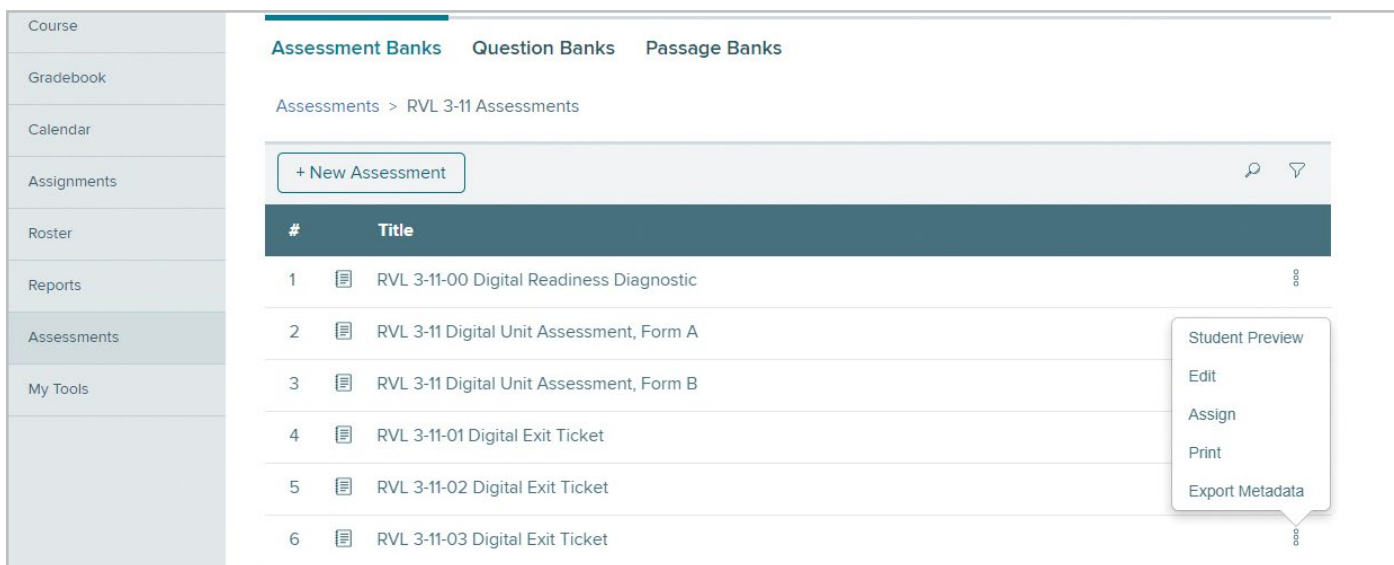 Course
Gradebook
Calendar
Assignments
Roster
Reports
Assessments
My Tools
Assessment Banks Question Banks Passage Banks
Assessments > RVL 3-11 Assessments
+ New Assessment
# Title
1 RVL 3-11-00 Digital Readiness Diagnostic
2 RVL 3-11 Digital Unit Assessment, Form A
3 RVL 3-11 Digital Unit Assessment, Form B
4 RVL 3-11-01 Digital Exit Ticket
5 RVL 3-11-02 Digital Exit Ticket
6 RVL 3-11-03 Digital Exit Ticket
Student Preview
Edit
Assign
Print
Export Metadata